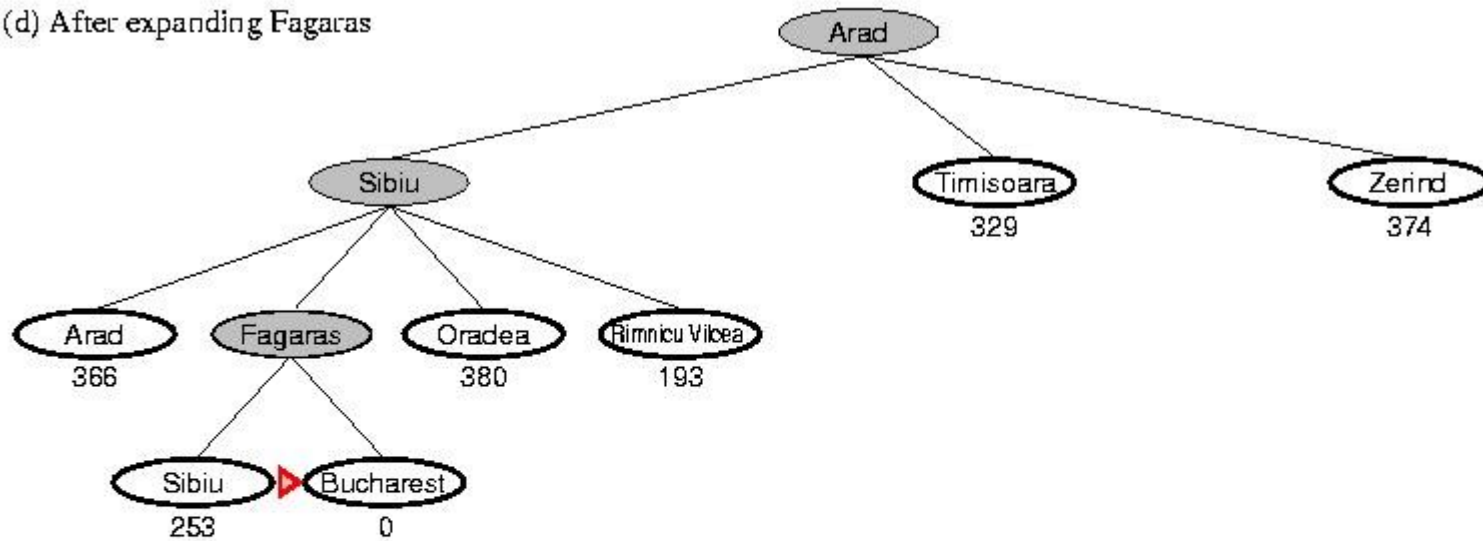 (d) After expanding Fagaras
Arad
Sibiu
Timisoara
Zerind
329
374
Arad
Fagaras
Oradea
Rimnicu Vilcea
366
380
193
Sibiu
Bucharest
253
0